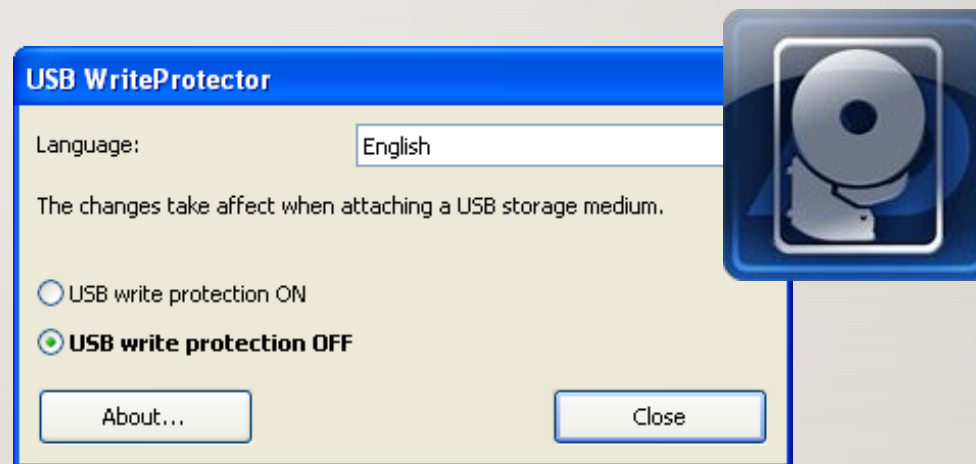 USB WriteProtector
Language:
English
The changes take affect when attaching a USB storage medium.
USB write protection ON
USB write protection OFF
About...
Close